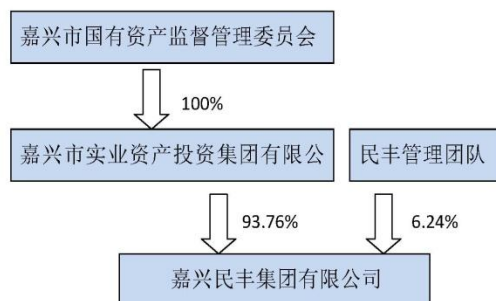 嘉兴市国有资产监督管理委员会
100%
嘉兴市实业资产投资集团有限公
民丰管理团队
93.76%
6.24%
嘉兴民丰集团有限公司